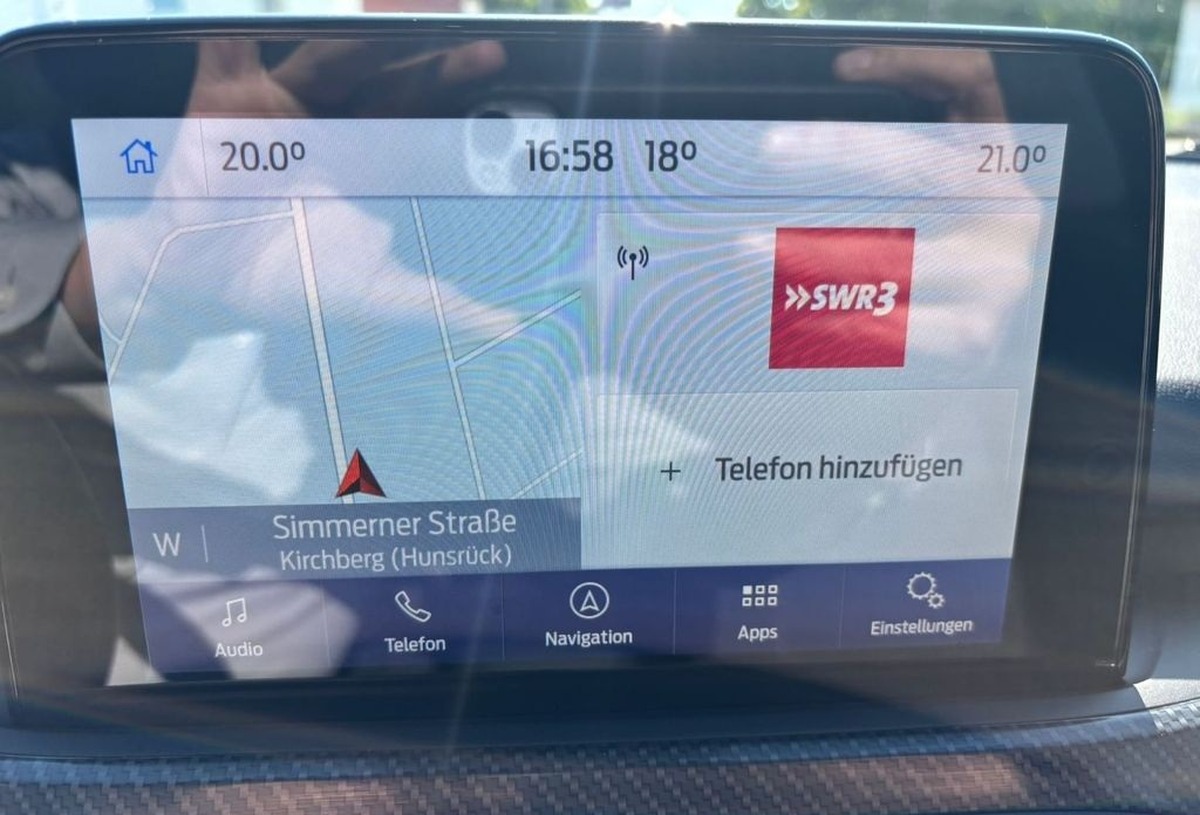 20.0°
16:58 18°
21.0°
»SWR3
+ Telefon hinzufügen
W
Simmerner Straße
Kirchberg (Hunsrück)
Audio
Telefon
Navigation
Apps
Einstellungen